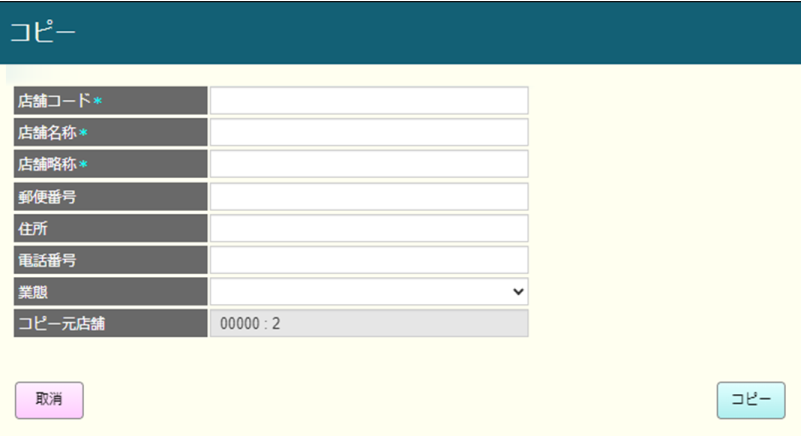 コピー
店舗コード*
店舗名称*
店舗略称*
郵便番号
住所
電話番号
業態
コピー元店舗 00000 : 2
取消 コピー